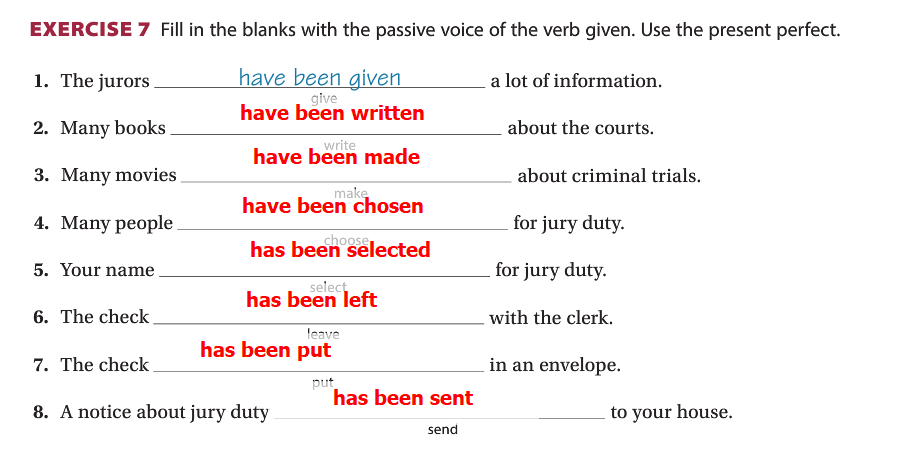 EXERCISE 7 Fill in the blanks with the passive voice of the verb given. Use the present perfect.
1. The jurors have been given a lot of information.
give
have been written
2. Many books about the courts.
write
have been made
3. Many movies about criminal trials.
make
have been chosen
4. Many people for jury duty.
choose
has been selected
5. Your name for jury duty.
select
has been left
6. The check with the clerk.
leave
has been put
7. The check in an envelope.
put
has been sent
8. A notice about jury duty to your house.
send